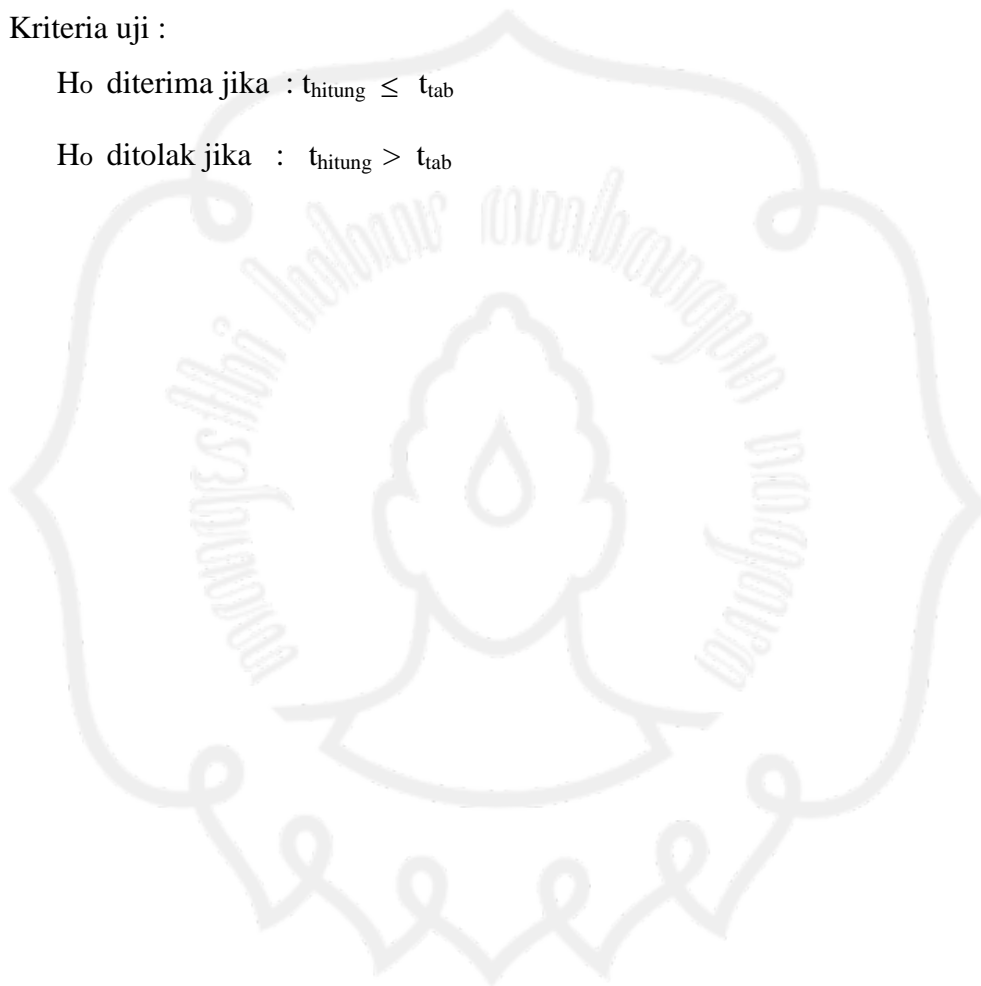 Kriteria uji :
Ho diterima jika : thitung ≤ ttab
Ho ditolak jika : thitung > ttab